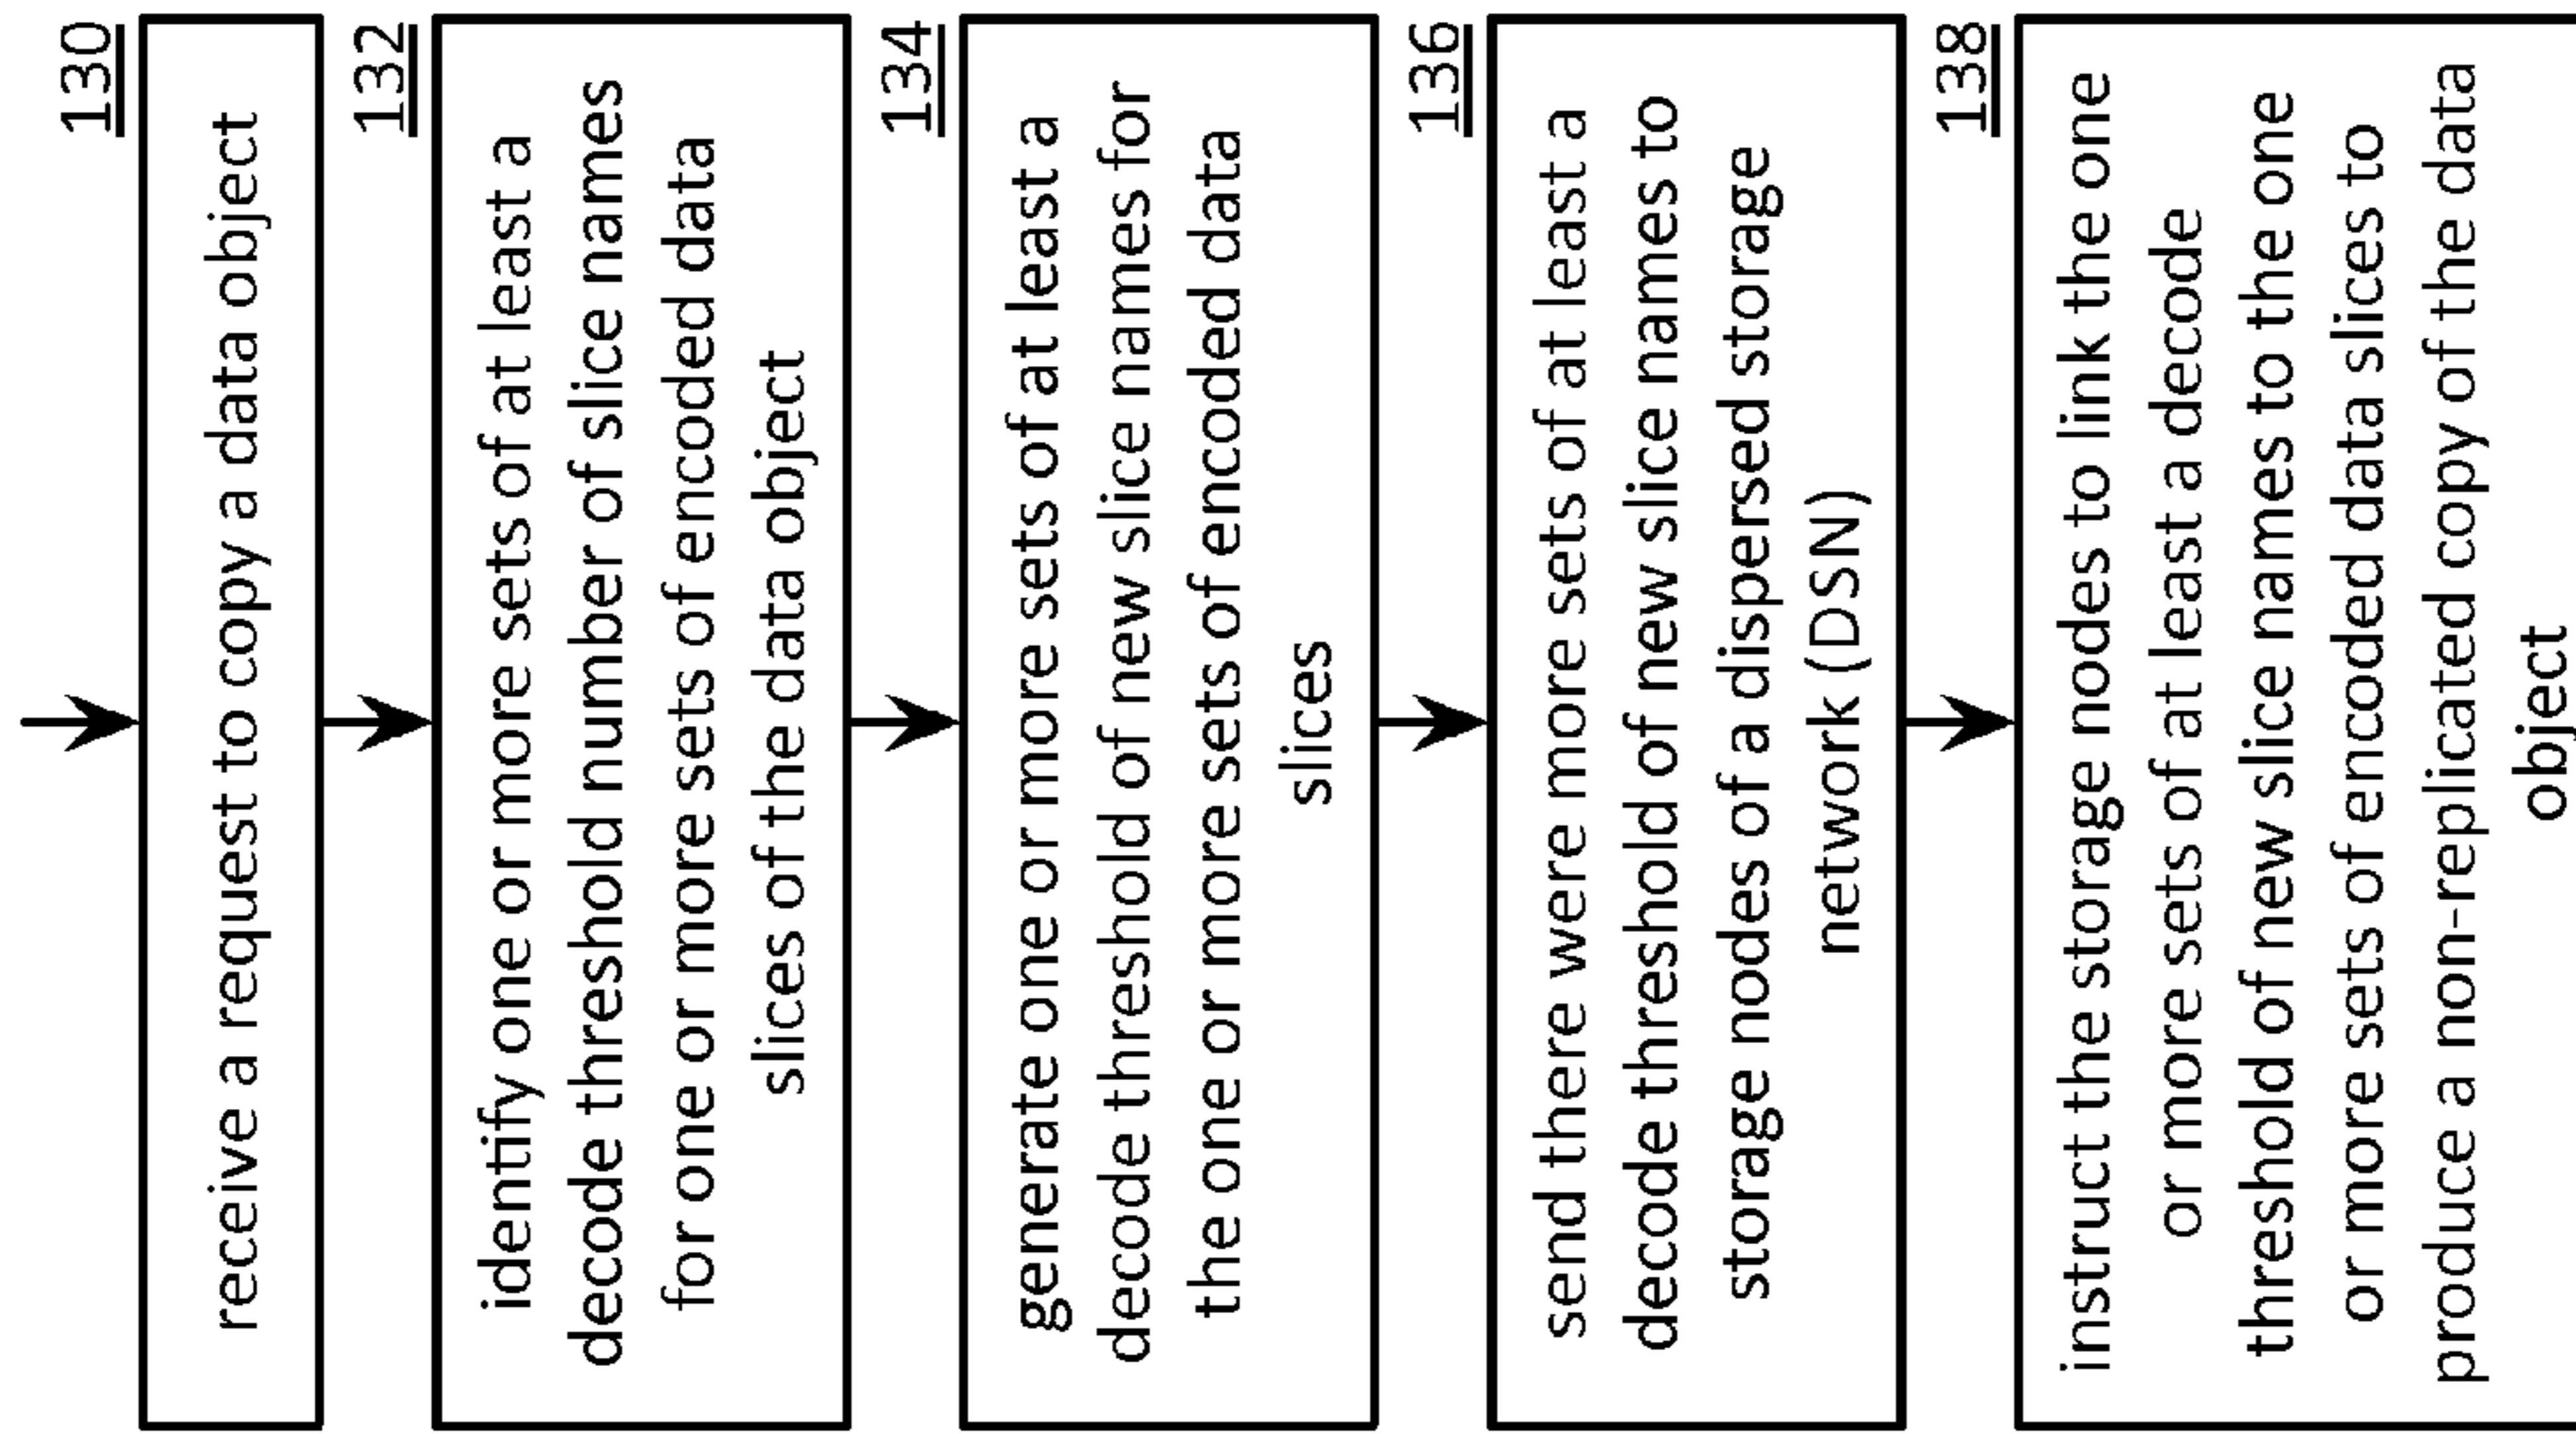 130
receive a request to copy a data object
132
identify one or more sets of at least a
decode threshold number of slice names
for one or more sets of encoded data
slices of the data object
134
generate one or more sets of at least a
decode threshold of new slice names for
the one or more sets of encoded data
slices
136
send there were more sets of at least a
decode threshold of new slice names to
storage nodes of a dispersed storage
network (DSN)
138
instruct the storage nodes to link the one
or more sets of at least a decode
threshold of new slice names to the one
or more sets of encoded data slices to
produce a non-replicated copy of the data
object